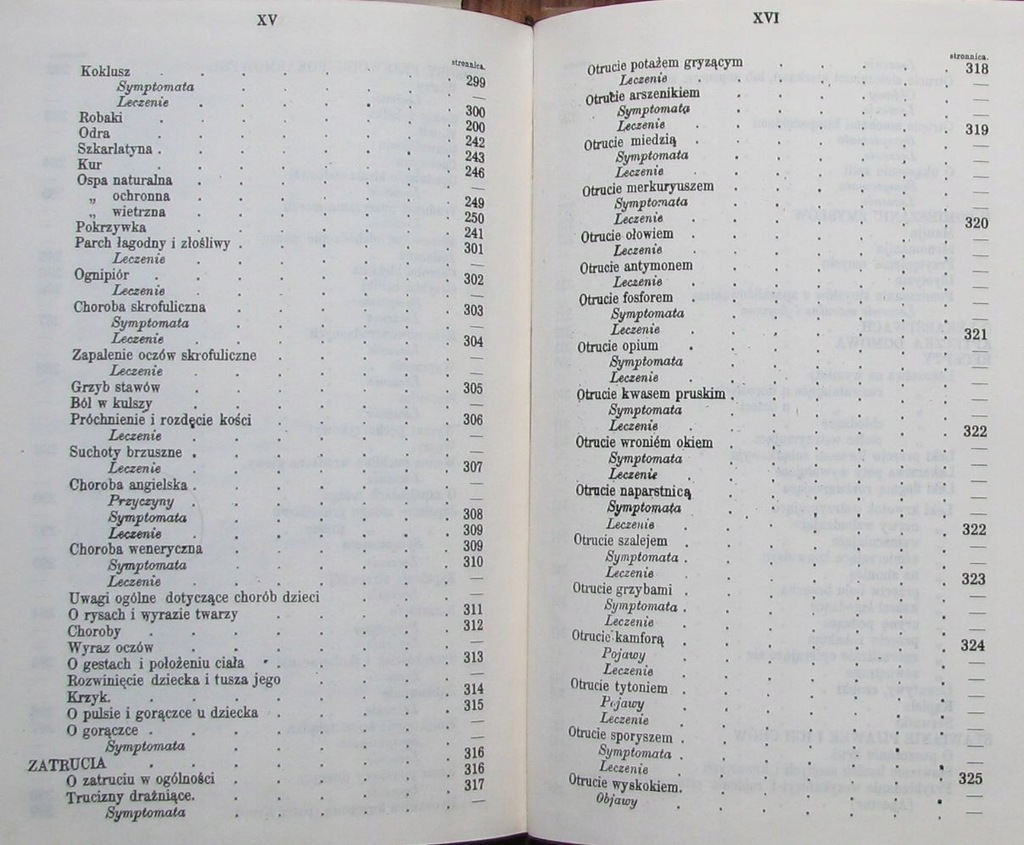 XV
stronnica.
Koklusz . . . . . . 299
Symptomata . . . . . —
Leczenie . . . . . 300
Robaki . . . . . . 200
Odra . . . . . . 242
Szkarlatyna . . . . . . 243
Kur . . . . . . 246
Ospa naturalna . . . . . —
„ ochronna . . . . . 249
„ wietrzna . . . . . 250
Pokrzywka . . . . . 241
Parch łagodny i złośliwy . . . . . 301
Leczenie . . . . . —
Ognipiór . . . . . . 302
Leczenie . . . . . —
Choroba skrofuliczna . . . . . 303
Symptomata . . . . . —
Leczenie . . . . . 304
Zapalenie oczów skrofuliczne . . . . —
Leczenie . . . . . —
Grzyb stawów . . . . . 305
Ból w kulszy . . . . . —
Próchnienie i rozdęcie kości . . . . 306
Leczenie . . . . . —
Suchoty brzuszne . . . . . . —
Leczenie . . . . . 307
Choroba angielska . . . . . . —
Przyczyny . . . . . —
Symptomata . . . . . 308
Leczenie . . . . . 309
Choroba weneryczna . . . . . 309
Symptomata . . . . . 310
Leczenie . . . . . —
Uwagi ogólne dotyczące chorób dzieci . . . —
O rysach i wyrazie twarzy . . . . 311
Choroby . . . . . . 312
Wyraz oczów . . . . . —
O gestach i położeniu ciała . . . . . 313
Rozwinięcie dziecka i tusza jego . . . —
Krzyk. . . . . . . 314
O pulsie i gorączce u dziecka . . . . 315
O gorączce . . . . . . —
Symptomata . . . . . —
ZATRUCIA . . . . . . 316
O zatruciu w ogólności . . . . . 316
Trucizny drażniące. . . . . . 317
Symptomata . . . . . —
XVI
stronnica.
Otrucie potażem gryzącym . . . . 318
Leczenie . . . . . —
Otrucie arszenikiem . . . . . —
Symptomata . . . . . —
Leczenie . . . . . 319
Otrucie miedzią . . . . . —
Symptomata . . . . . —
Leczenie . . . . . —
Otrucie merkuryuszem . . . . . —
Symptomata . . . . . —
Leczenie . . . . . 320
Otrucie ołowiem . . . . . —
Leczenie . . . . . —
Otrucie antymonem . . . . . —
Leczenie . . . . . —
Otrucie fosforem . . . . . —
Symptomata . . . . . —
Leczenie . . . . . 321
Otrucie opium . . . . . —
Symptomata . . . . . —
Leczenie . . . . . —
Otrucie kwasem pruskim . . . . . —
Symptomata . . . . . —
Leczenie . . . . . 322
Otrucie wroniém okiem . . . . . —
Symptomata . . . . . —
Leczenie . . . . . —
Otrucie naparstnicą . . . . . —
Symptomata . . . . . —
Leczenie . . . . . 322
Otrucie szalejem . . . . . . —
Symptomata . . . . . . —
Leczenie . . . . . 323
Otrucie grzybami . . . . . . —
Symptomata . . . . . . —
Leczenie . . . . . —
Otrucie kamforą . . . . . . 324
Pojawy . . . . . —
Leczenie . . . . . —
Otrucie tytoniem . . . . . . —
Pojawy . . . . . —
Leczenie . . . . . —
Otrucie sporyszem . . . . . . —
Symptomata . . . . . . —
Leczenie . . . . . —
Otrucie wyskokiem. . . . . . 325
Objawy . . . . . —